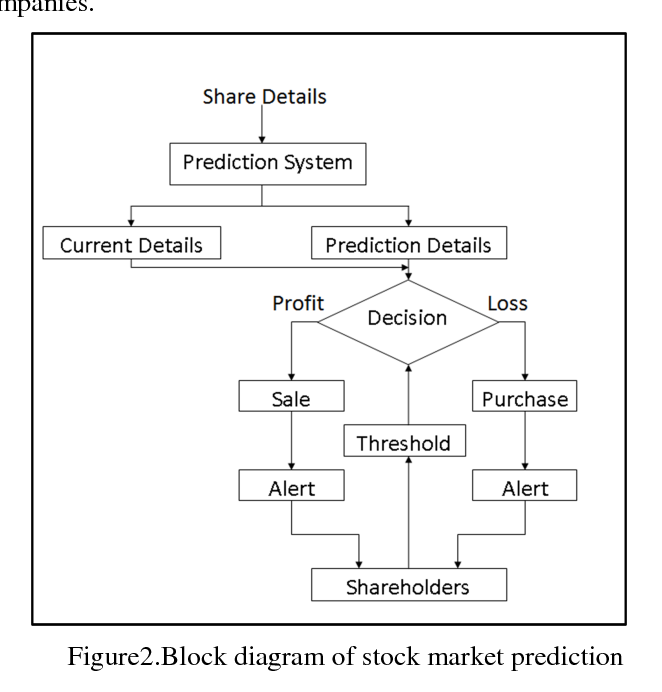 mpanies.
Share Details
Prediction System
Current Details
Prediction Details
Profit
Loss
Decision
Sale
Purchase
Threshold
Alert
Alert
Shareholders
Figure2.Block diagram of stock market prediction